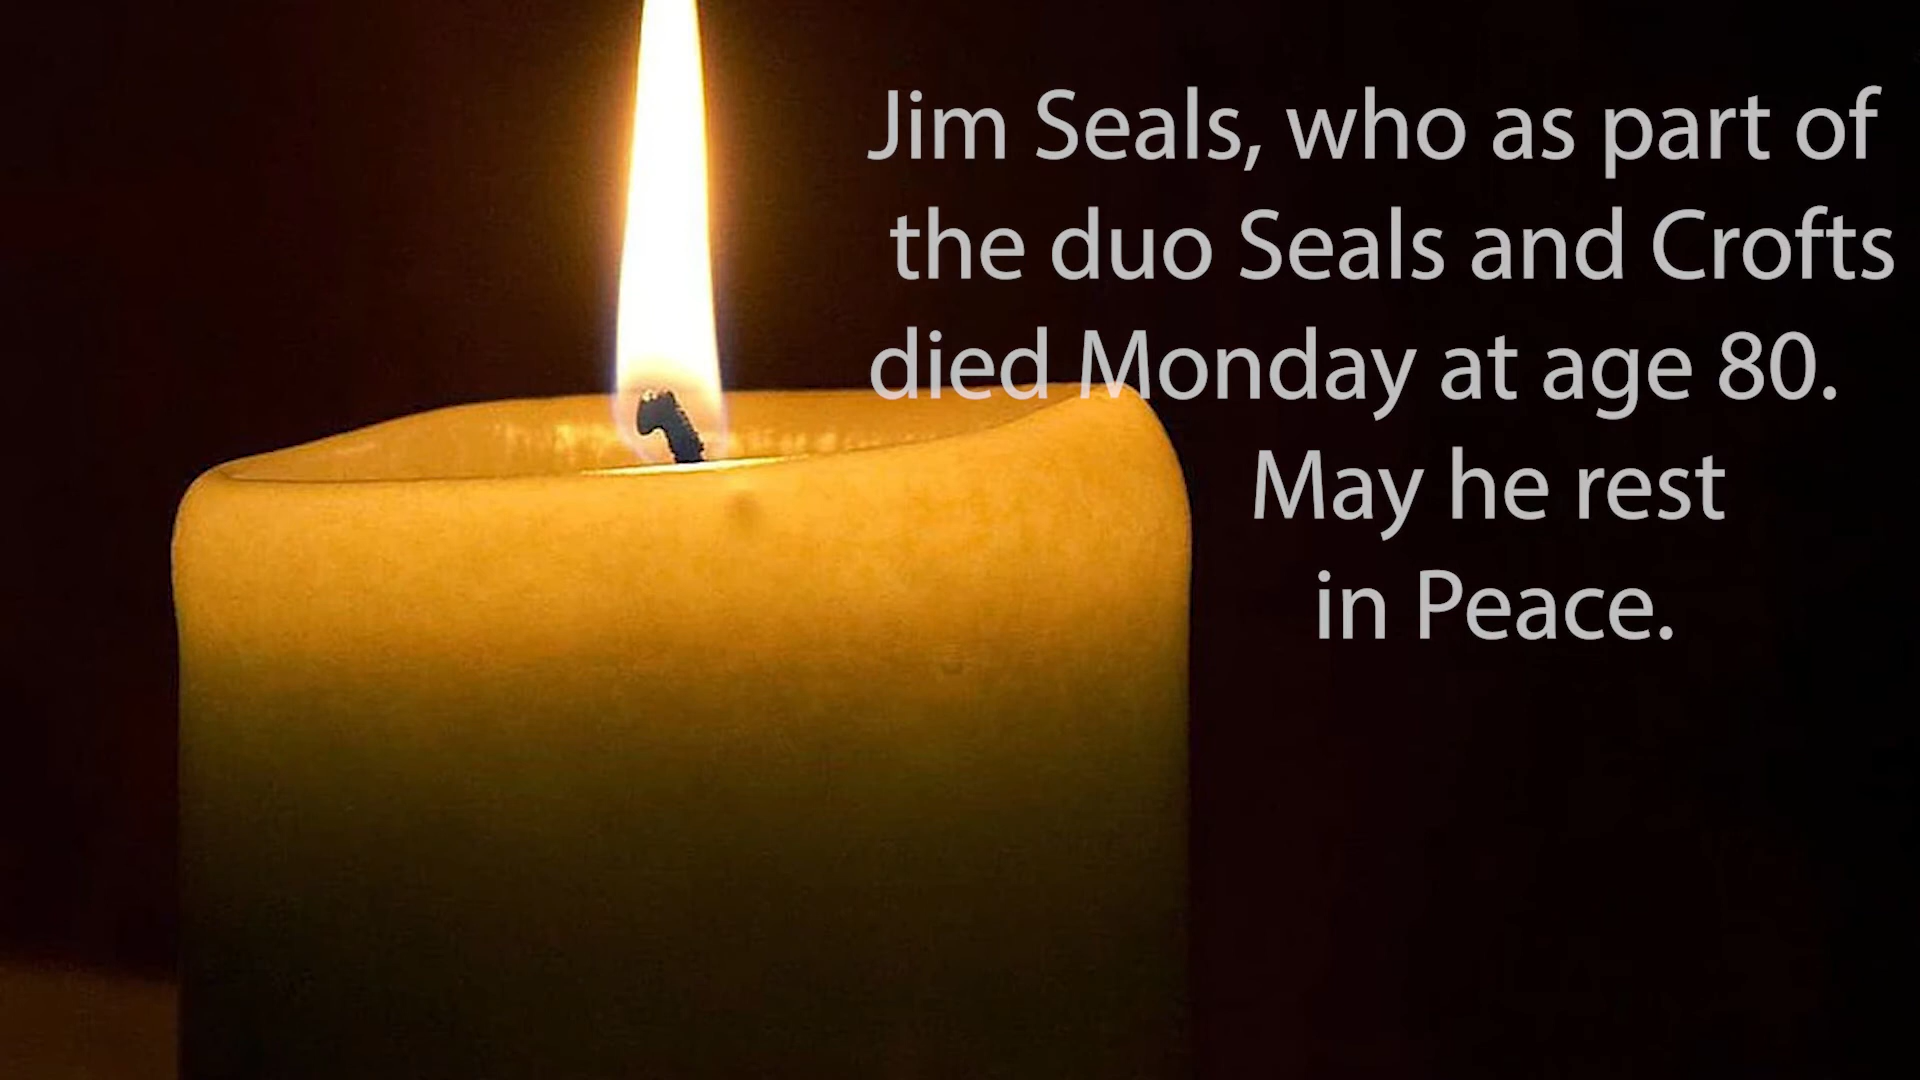 Jim Seals, who as part of
the duo Seals and Crofts
died Monday at age 80.
May he rest
in Peace.